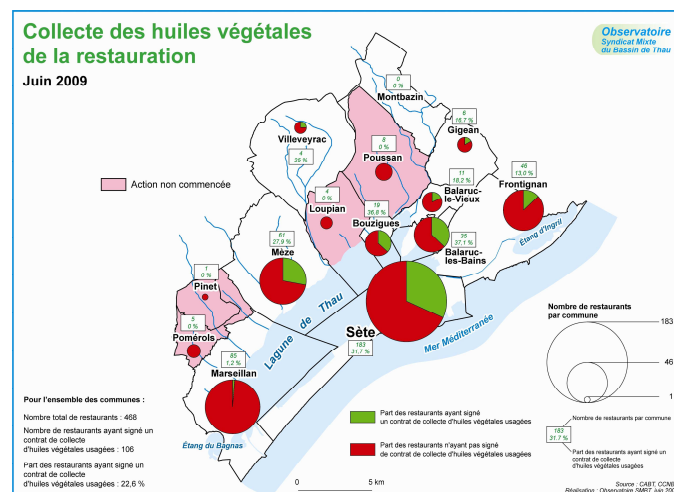 Collecte des huiles végétales
de la restauration
Juin 2009
Observatoire
Syndicat Mixte
du Bassin de Thau
0
0 %
Montbazin
6
16,7 %
Gigean
Villeveyrac
4
25 %
8
0 %
Poussan
11
18,2 %
Balaruc-
le-Vieux
46
13,0 %
Frontignan
Action non commencée
4
0 %
Loupian
19
36,8 %
Bouzigues
37,1 %
Balaruc-
les-Bains
Étang d'Ingril
61
27,9 %
Mèze
1
0 %
Pinet
5
0 %
Pomérols
85
1,2 %
Marseillan
Lagune de Thau
Sète
183
31,7 %
Mer Méditerranée
Étang du Bagnas
Nombre de restaurants
par commune
183
46
1
Pour l'ensemble des communes :
Nombre total de restaurants : 468
Nombre de restaurants ayant signé un
contrat de collecte
d'huiles végétales usagées : 106
Part des restaurants ayant signé un
contrat de collecte
d'huiles végétales usagées : 22,6 %
Part des restaurants ayant signé
un contrat de collecte d'huiles végétales usagées
Part des restaurants n'ayant pas signé
de contrat de collecte d'huiles végétales usagées
Nombre de restaurants par commune
183
31.7 %
Part des restaurants ayant signé
un contrat de collecte
d'huiles végétales usagées
0
5 km
Source : CABT, CCNB
Réalisation : Observatoire SMBT juin